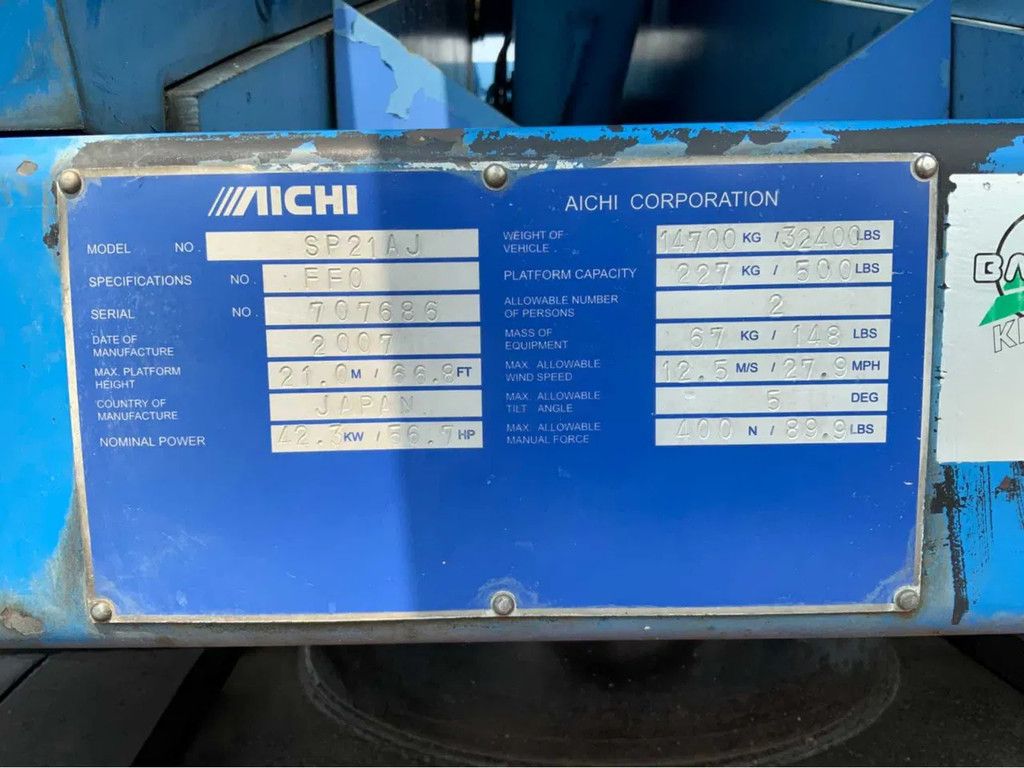 AICHI
AICHI CORPORATION
MODEL NO. SP21AJ
SPECIFICATIONS NO. FFO
SERIAL NO. 707686
DATE OF
MANUFACTURE 2007
MAX. PLATFORM
HEIGHT 21.0 M / 66.8 FT
COUNTRY OF
MANUFACTURE JAPAN.
NOMINAL POWER 42.3 KW / 56.7 HP
WEIGHT OF
VEHICLE 14700 KG / 32400 LBS
PLATFORM CAPACITY 227 KG / 500 LBS
ALLOWABLE NUMBER
OF PERSONS 2
MASS OF
EQUIPMENT 67 KG / 148 LBS
MAX. ALLOWABLE
WIND SPEED 12.5 M/S / 27.9 MPH
MAX. ALLOWABLE
TILT ANGLE 5 DEG
MAX. ALLOWABLE
MANUAL FORCE 400 N / 89.9 LBS